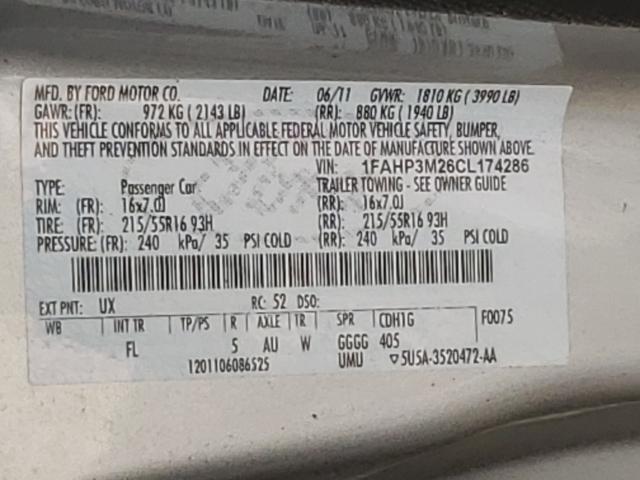 MFD. BY FORD MOTOR CO. DATE: 06/11 GVWR: 1810 KG ( 3990 LB)
GAWR: (FR): 972 KG ( 2143 LB) (RR): 880 KG ( 1940 LB)
THIS VEHICLE CONFORMS TO ALL APPLICABLE FEDERAL MOTOR VEHICLE SAFETY, BUMPER,
AND THEFT PREVENTION STANDARDS IN EFFECT ON THE DATE OF MANUFACTURE SHOWN ABOVE.
VIN: 1FAHP3M26CL174286
TYPE: Passenger Car TRAILER TOWING - SEE OWNER GUIDE
RIM: (FR): 16x7.0J (RR): 16x7.0J
TIRE: (FR): 215/55R16 93H (RR): 215/55R16 93H
PRESSURE: (FR): 240 kPa/ 35 PSI COLD (RR): 240 kPa/ 35 PSI COLD
EXT PNT: UX RC: 52 DSO:
WB INT TR TP/PS R AXLE TR SPR CDH1G F0075
FL 5 AU W GGGG 405
1201106086525 UMU ▽5U5A-3520472-AA